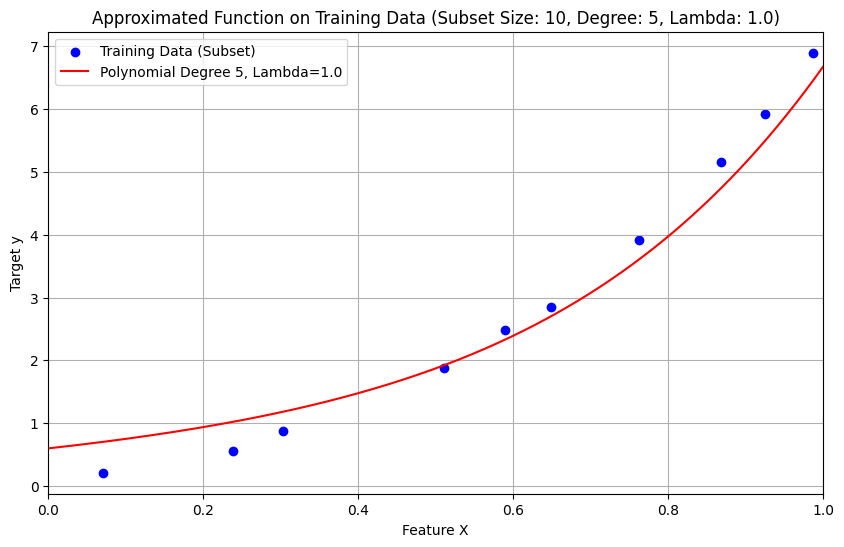 Approximated Function on Training Data (Subset Size: 10, Degree: 5, Lambda: 1.0)
Training Data (Subset)
Polynomial Degree 5, Lambda=1.0
Target y
7
6
5
4
3
2
1
0
0.0 0.2 0.4 0.6 0.8 1.0
Feature X